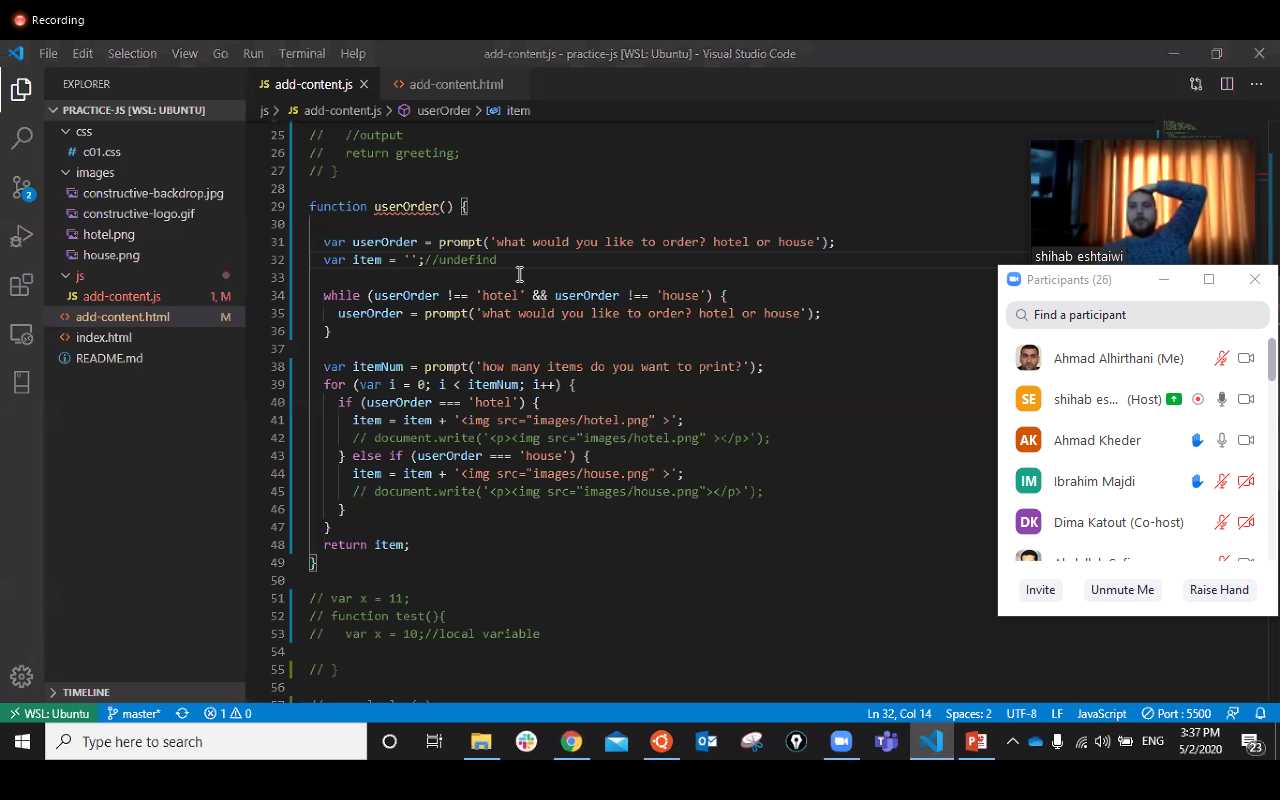 Recording
File Edit Selection View Go Run Terminal Help
add-content.js - practice-js [WSL: Ubuntu] - Visual Studio Code
EXPLORER
PRACTICE-JS [WSL: UBUNTU]
css
# c01.css
images
constructive-backdrop.jpg
constructive-logo.gif
hotel.png
house.png
js
JS add-content.js 1, M
<> add-content.html M
<> index.html
README.md
TIMELINE
2
JS add-content.js
<> add-content.html
js > JS add-content.js > userOrder > item
25 // //output
26 // return greeting;
27 // }
28
29 function userOrder() {
30
31 var userOrder = prompt('what would you like to order? hotel or house');
32 var item = '';//undefind
33
34 while (userOrder !== 'hotel' && userOrder !== 'house') {
35 userOrder = prompt('what would you like to order? hotel or house');
36 }
37
38 var itemNum = prompt('how many items do you want to print?');
39 for (var i = 0; i < itemNum; i++) {
40 if (userOrder === 'hotel') {
41 item = item + '<img src="images/hotel.png" >';
42 // document.write('<p><img src="images/hotel.png" ></p>');
43 } else if (userOrder === 'house') {
44 item = item + '<img src="images/house.png" >';
45 // document.write('<p><img src="images/house.png"></p>');
46 }
47 }
48 return item;
49 }
50
51 // var x = 11;
52 // function test(){
53 // var x = 10;//local variable
54
55 // }
56
shihab eshtaiwi
Participants (26)
Find a participant
Ahmad Alhirthani (Me)
SE shihab es... (Host)
AK Ahmad Kheder
IM Ibrahim Majdi
DK Dima Katout (Co-host)
Invite Unmute Me Raise Hand
WSL: Ubuntu master* 1 0
Ln 32, Col 14 Spaces: 2 UTF-8 LF JavaScript Port : 5500
Type here to search
ENG
3:37 PM
5/2/2020
23